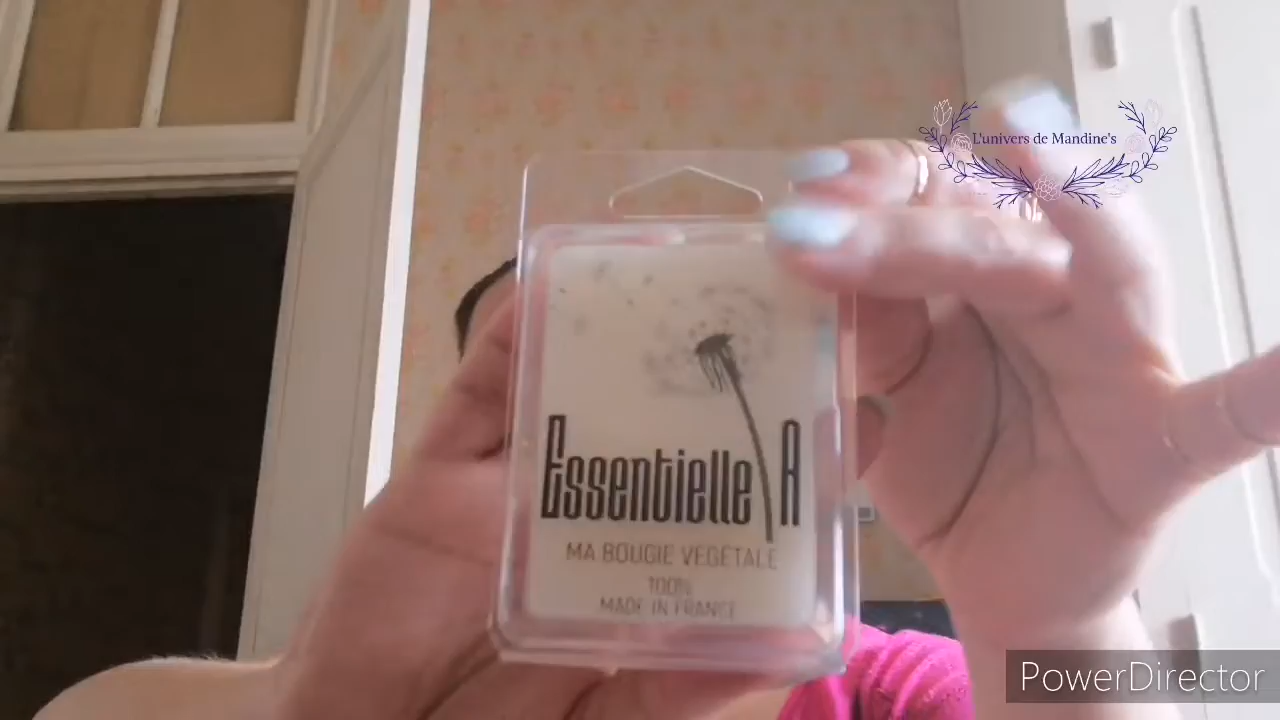 L'univers de Mandine's
Essentielle A
MA BOUGIE VEGETALE
100%
MADE IN FRANCE
PowerDirector